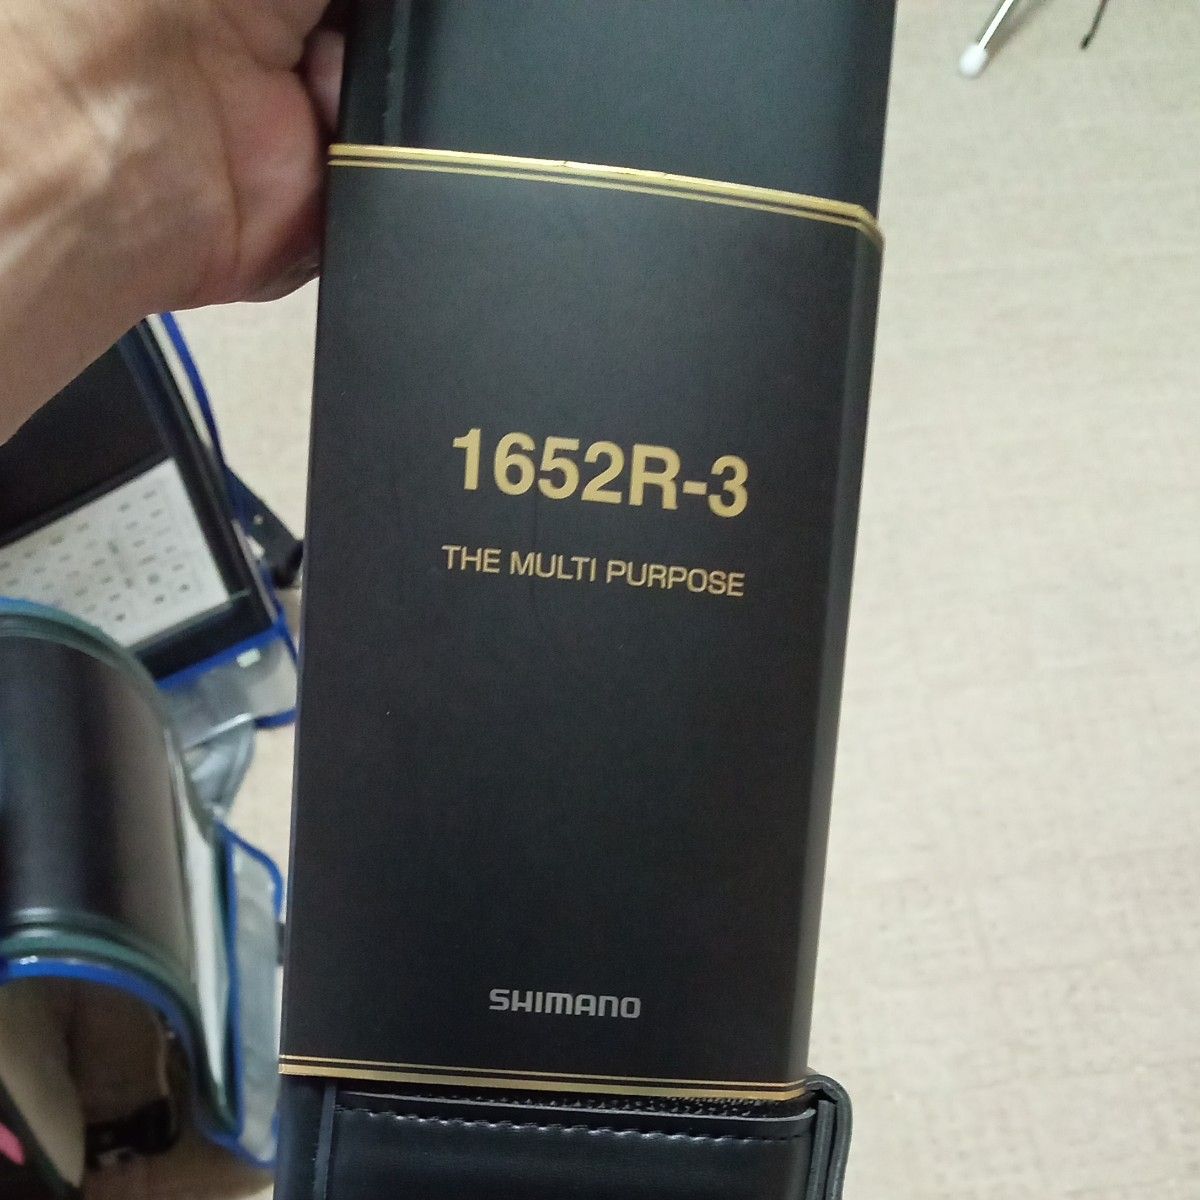 1652R-3
THE MULTI PURPOSE
SHIMANO